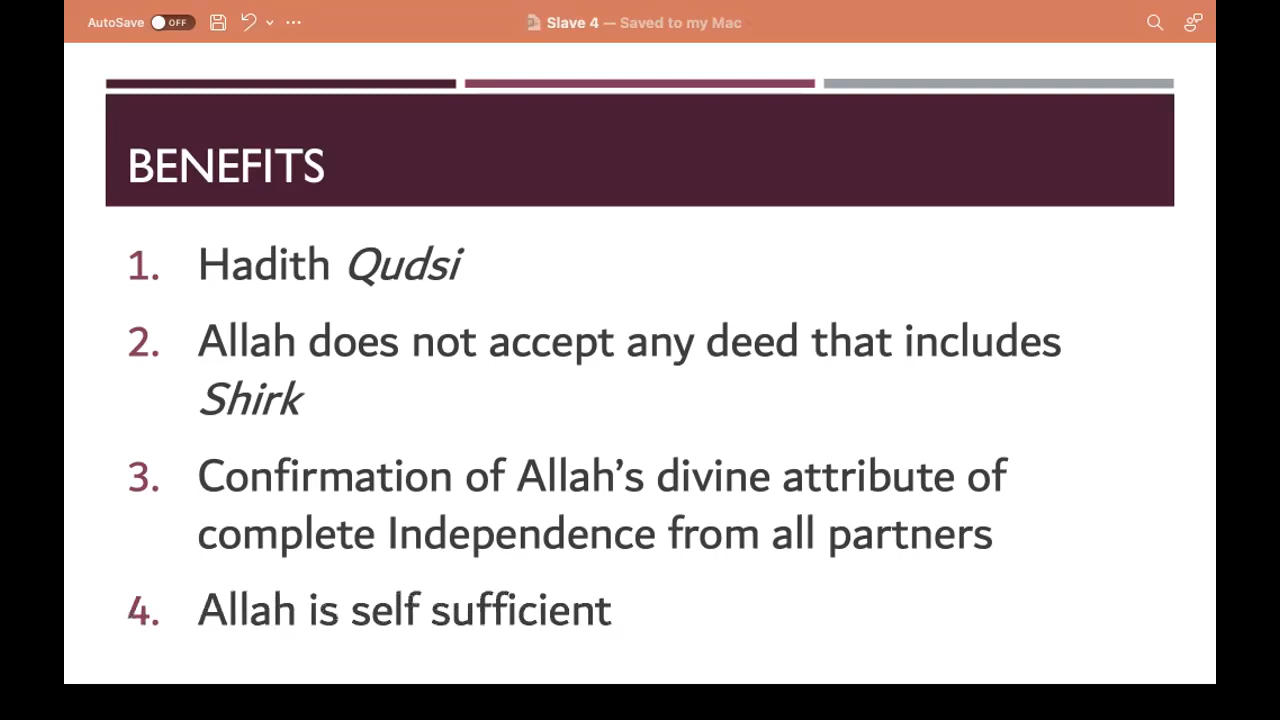 AutoSave OFF
Slave 4 — Saved to my Mac
BENEFITS
1. Hadith Qudsi
2. Allah does not accept any deed that includes
Shirk
3. Confirmation of Allah’s divine attribute of
complete Independence from all partners
4. Allah is self sufficient